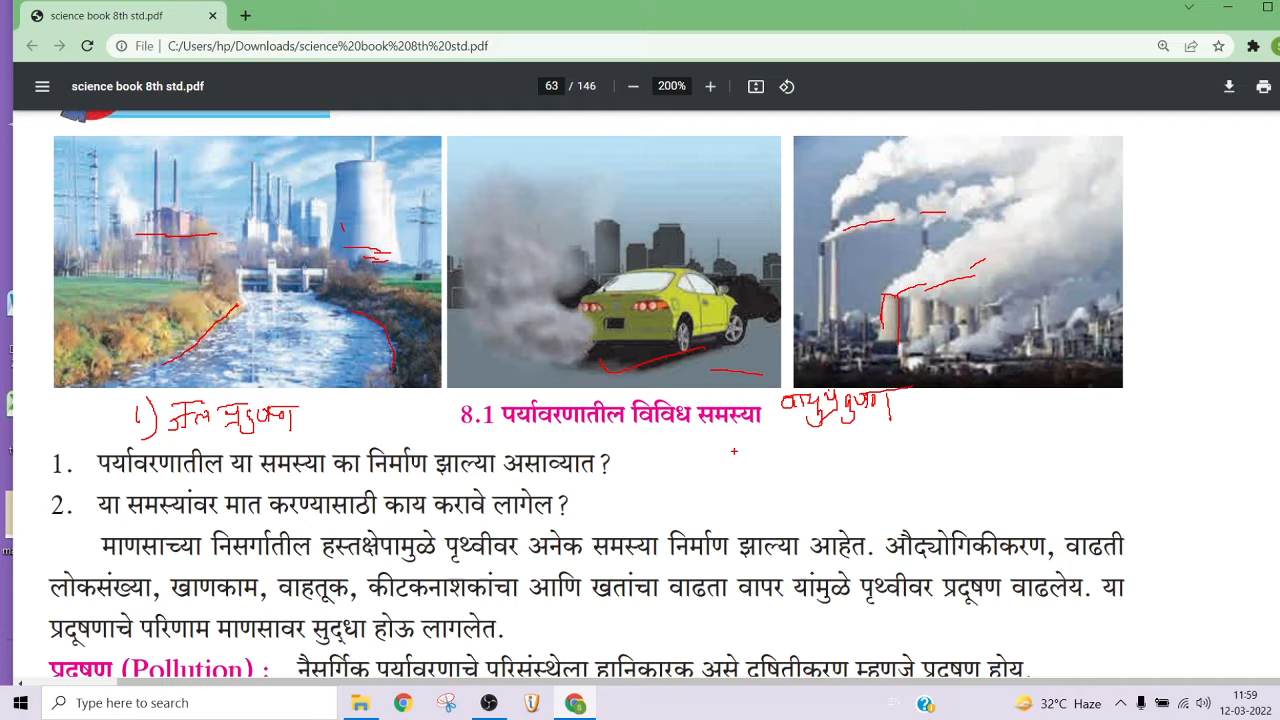 science book 8th std.pdf
File | C:/Users/hp/Downloads/science%20book%208th%20std.pdf
science book 8th std.pdf
63 / 146
200%
1) जल प्रदुषण
8.1 पर्यावरणातील विविध समस्या
वायुप्रदुषण
1. पर्यावरणातील या समस्या का निर्माण झाल्या असाव्यात?
2. या समस्यांवर मात करण्यासाठी काय करावे लागेल?
माणसाच्या निसर्गातील हस्तक्षेपामुळे पृथ्वीवर अनेक समस्या निर्माण झाल्या आहेत. औद्योगिकीकरण, वाढती
लोकसंख्या, खाणकाम, वाहतूक, कीटकनाशकांचा आणि खतांचा वाढता वापर यांमुळे पृथ्वीवर प्रदूषण वाढलेय. या
प्रदूषणाचे परिणाम माणसावर सुद्धा होऊ लागलेत.
प्रदूषण (Pollution) : नैसर्गिक पर्यावरणाचे परिसंस्थेला हानिकारक असे दूषितीकरण म्हणजे प्रदूषण होय.
Type here to search
32°C Haze
11:59
12-03-2022